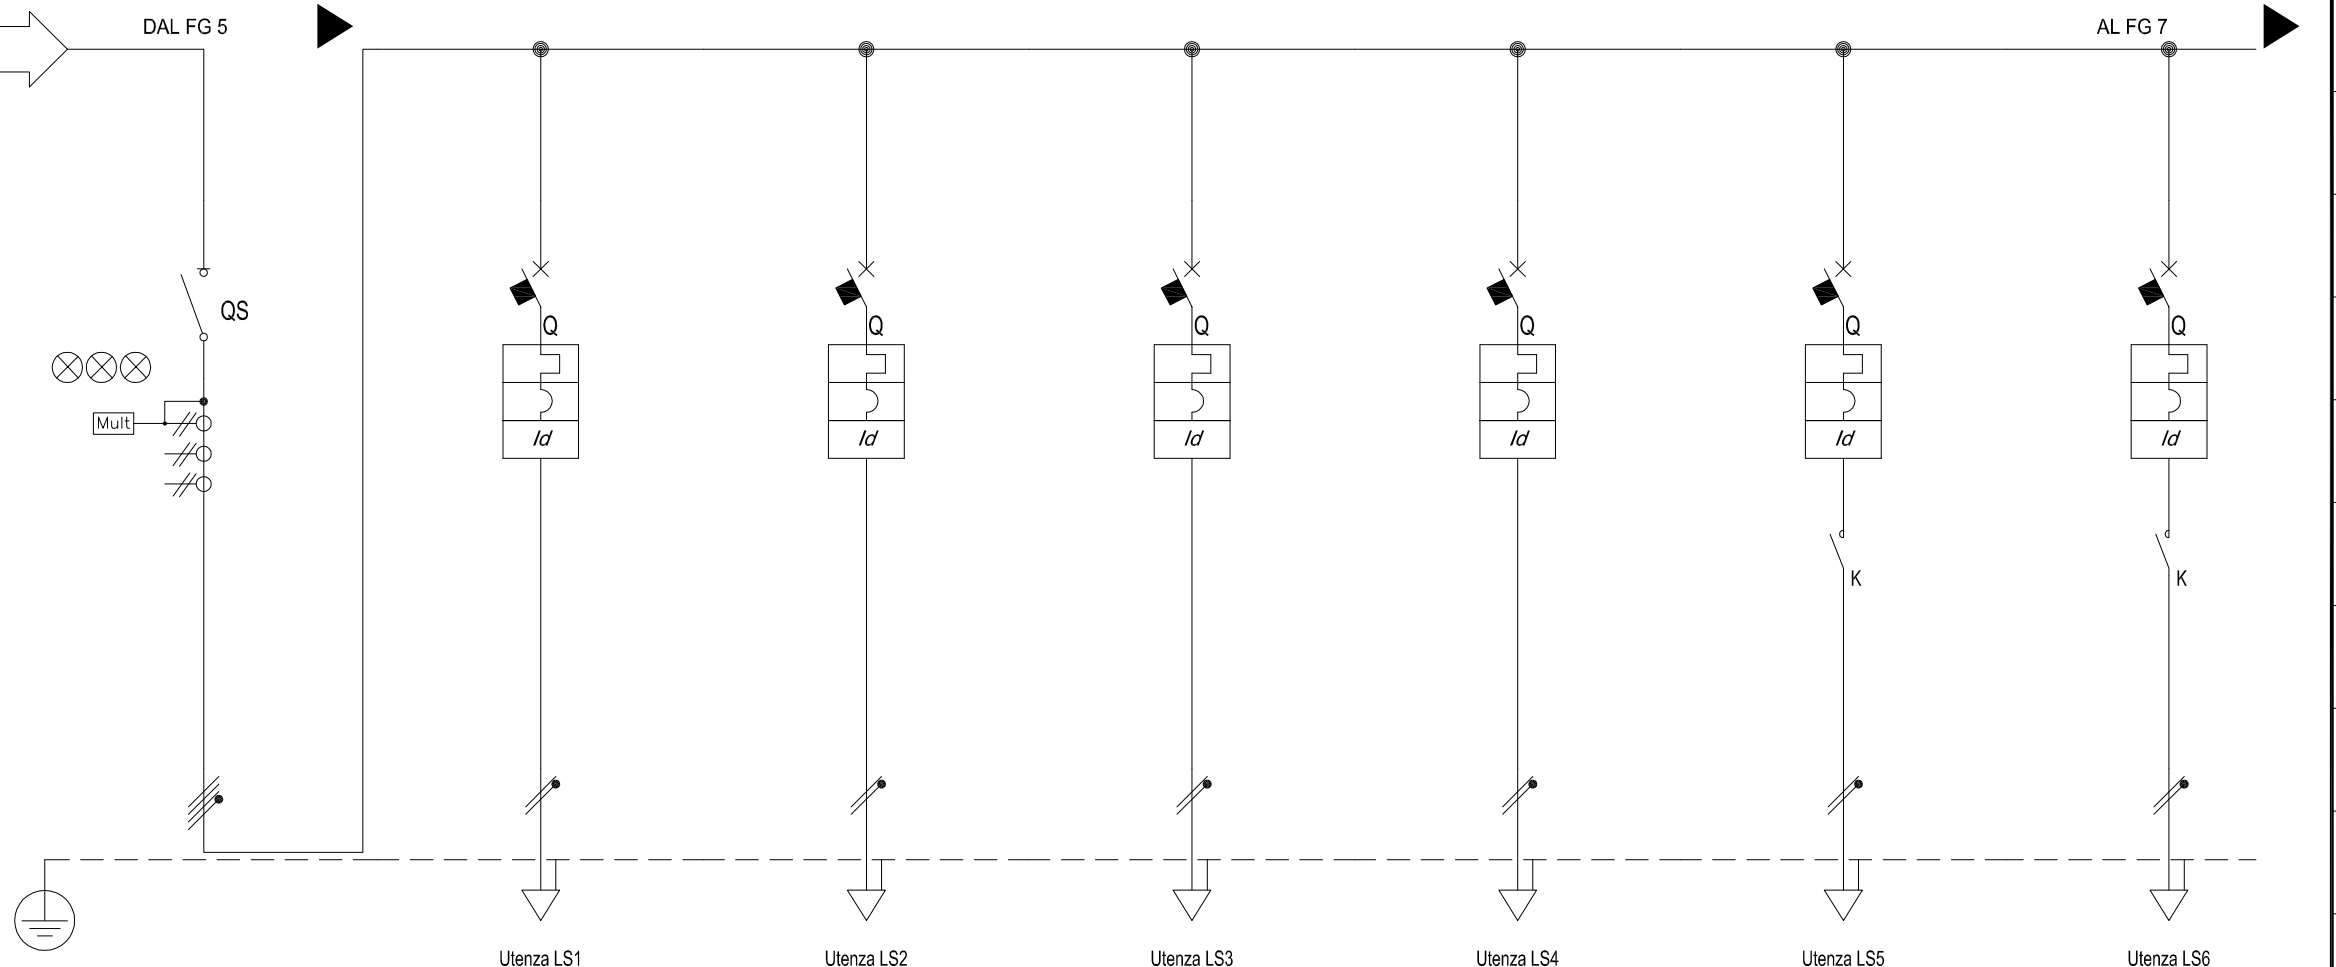 DAL FG 5
AL FG 7
QS
Q
Q
Q
Q
Q
Q
Mult
Id
Id
Id
Id
Id
Id
K
K
Utenza LS1
Utenza LS2
Utenza LS3
Utenza LS4
Utenza LS5
Utenza LS6